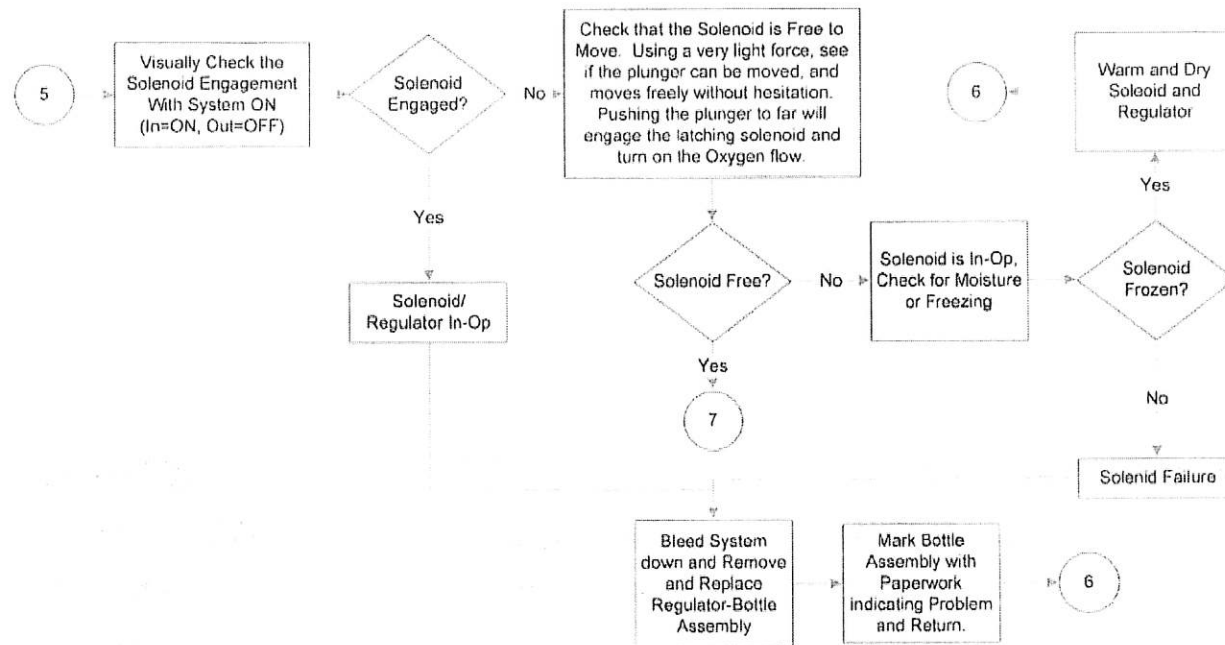 5
Visually Check the
Solenoid Engagement
With System ON
(In=ON, Out=OFF)
Solenoid
Engaged?
No
Check that the Solenoid is Free to
Move. Using a very light force, see
if the plunger can be moved, and
moves freely without hesitation.
Pushing the plunger to far will
engage the latching solenoid and
turn on the Oxygen flow.
6
Warm and Dry
Soleoid and
Regulator
Yes
Yes
Solenoid/
Regulator In-Op
Solenoid Free?
No
Solenoid is In-Op,
Check for Moisture
or Freezing
Solenoid
Frozen?
Yes
7
No
Solenid Failure
Bleed System
down and Remove
and Replace
Regulator-Bottle
Assembly
Mark Bottle
Assembly with
Paperwork
indicating Problem
and Return.
6